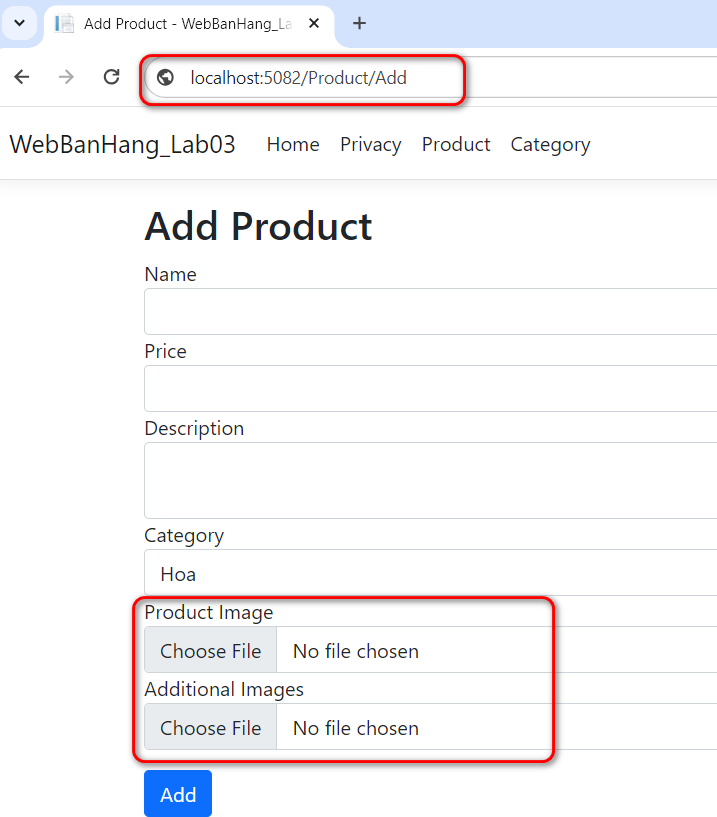 Add Product - WebBanHang_La
localhost:5082/Product/Add
WebBanHang_Lab03 Home Privacy Product Category
Add Product
Name
Price
Description
Category
Hoa
Product Image
Choose File No file chosen
Additional Images
Choose File No file chosen
Add